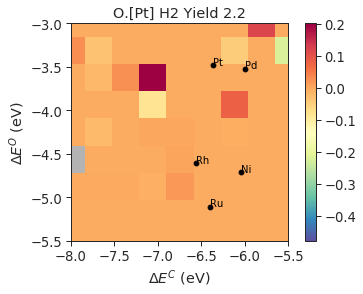 O.[Pt] H2 Yield 2.2
−3.0
−3.5
−4.0
−4.5
−5.0
−5.5
ΔE^O (eV)
Pt
Pd
Rh
Ni
Ru
−8.0 −7.5 −7.0 −6.5 −6.0 −5.5
ΔE^C (eV)
0.2
0.1
0.0
−0.1
−0.2
−0.3
−0.4